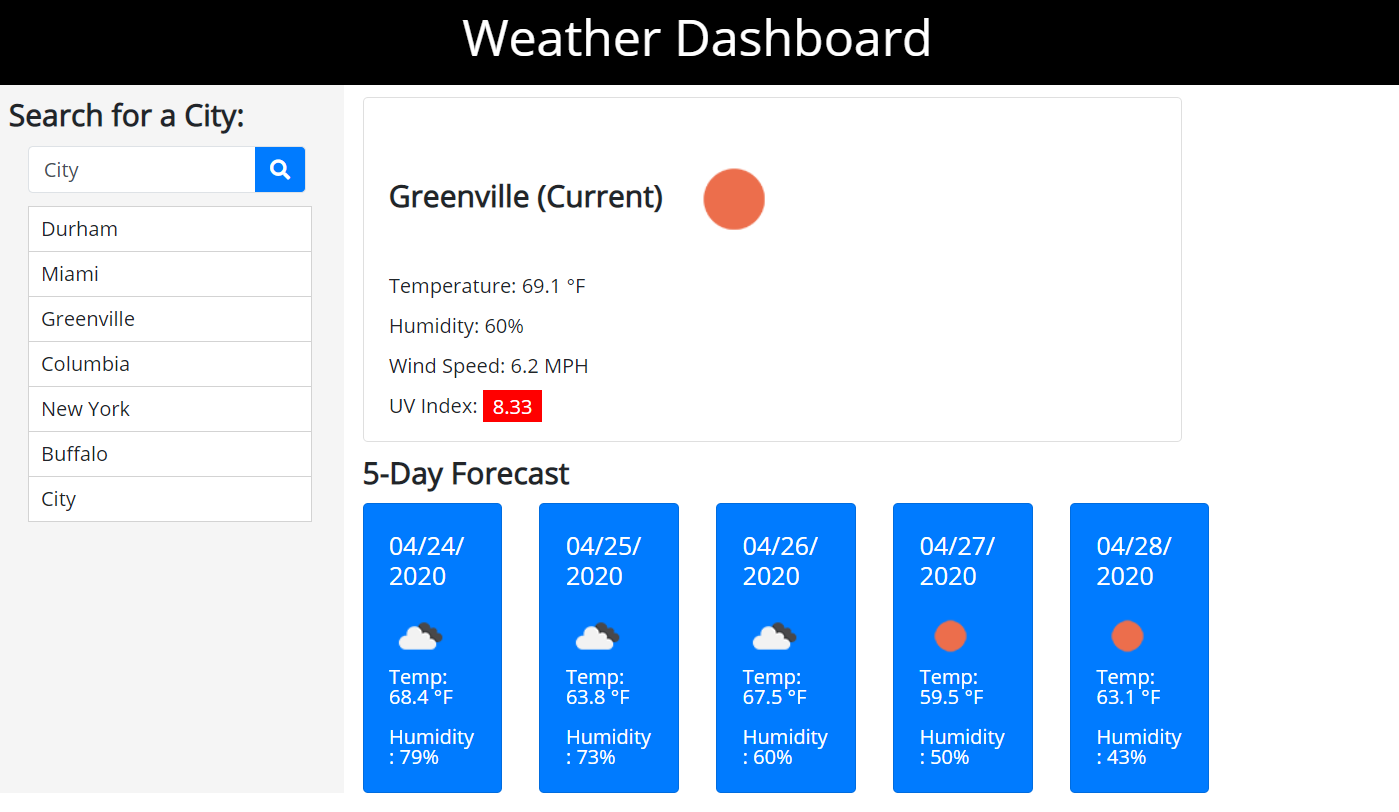 Weather Dashboard
Search for a City:
City
Durham
Miami
Greenville
Columbia
New York
Buffalo
City
Greenville (Current)
Temperature: 69.1 °F
Humidity: 60%
Wind Speed: 6.2 MPH
UV Index: 8.33
5-Day Forecast
04/24/
2020
Temp:
68.4 °F
Humidity
: 79%
04/25/
2020
Temp:
63.8 °F
Humidity
: 73%
04/26/
2020
Temp:
67.5 °F
Humidity
: 60%
04/27/
2020
Temp:
59.5 °F
Humidity
: 50%
04/28/
2020
Temp:
63.1 °F
Humidity
: 43%